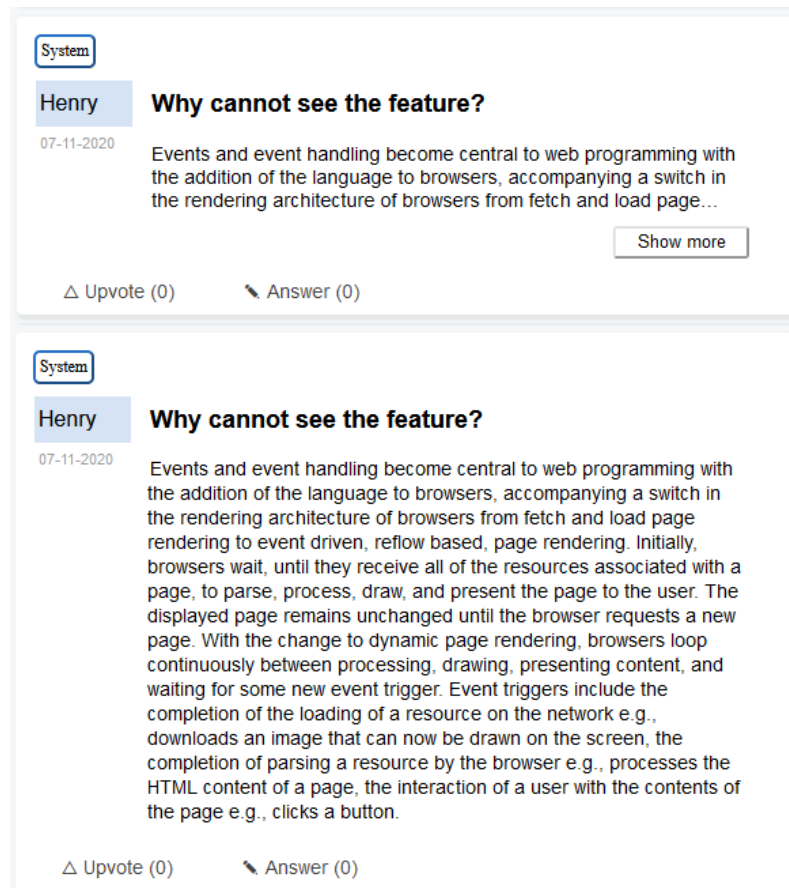 System
Henry
Why cannot see the feature?
07-11-2020
Events and event handling become central to web programming with
the addition of the language to browsers, accompanying a switch in
the rendering architecture of browsers from fetch and load page…
Show more
△ Upvote (0)
✎ Answer (0)
System
Henry
Why cannot see the feature?
07-11-2020
Events and event handling become central to web programming with
the addition of the language to browsers, accompanying a switch in
the rendering architecture of browsers from fetch and load page
rendering to event driven, reflow based, page rendering. Initially,
browsers wait, until they receive all of the resources associated with a
page, to parse, process, draw, and present the page to the user. The
displayed page remains unchanged until the browser requests a new
page. With the change to dynamic page rendering, browsers loop
continuously between processing, drawing, presenting content, and
waiting for some new event trigger. Event triggers include the
completion of the loading of a resource on the network e.g.,
downloads an image that can now be drawn on the screen, the
completion of parsing a resource by the browser e.g., processes the
HTML content of a page, the interaction of a user with the contents of
the page e.g., clicks a button.
△ Upvote (0)
✎ Answer (0)